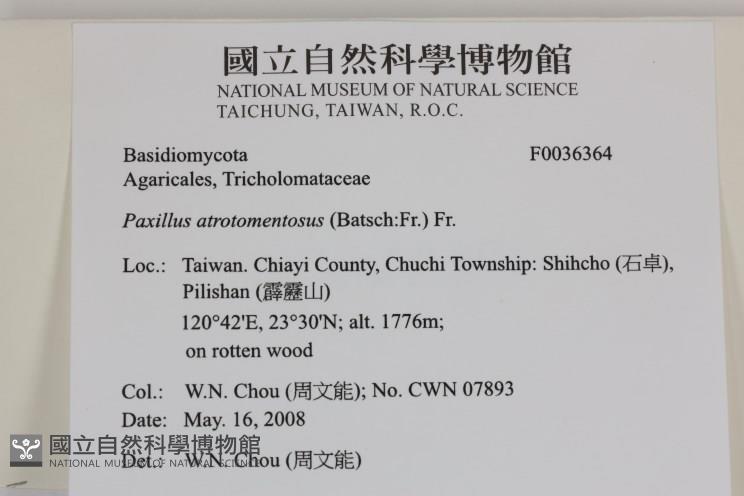 國立自然科學博物館
NATIONAL MUSEUM OF NATURAL SCIENCE
TAICHUNG, TAIWAN, R.O.C.
Basidiomycota F0036364
Agaricales, Tricholomataceae
Paxillus atrotomentosus (Batsch:Fr.) Fr.
Loc.: Taiwan. Chiayi County, Chuchi Township: Shihcho (石卓),
Pilishan (霹靂山)
120°42'E, 23°30'N; alt. 1776m;
on rotten wood
Col.: W.N. Chou (周文能); No. CWN 07893
Date: May. 16, 2008
國立自然科學博物館
NATIONAL MUSEUM OF NATURAL SCIENCE
Det.: W.N. Chou (周文能)